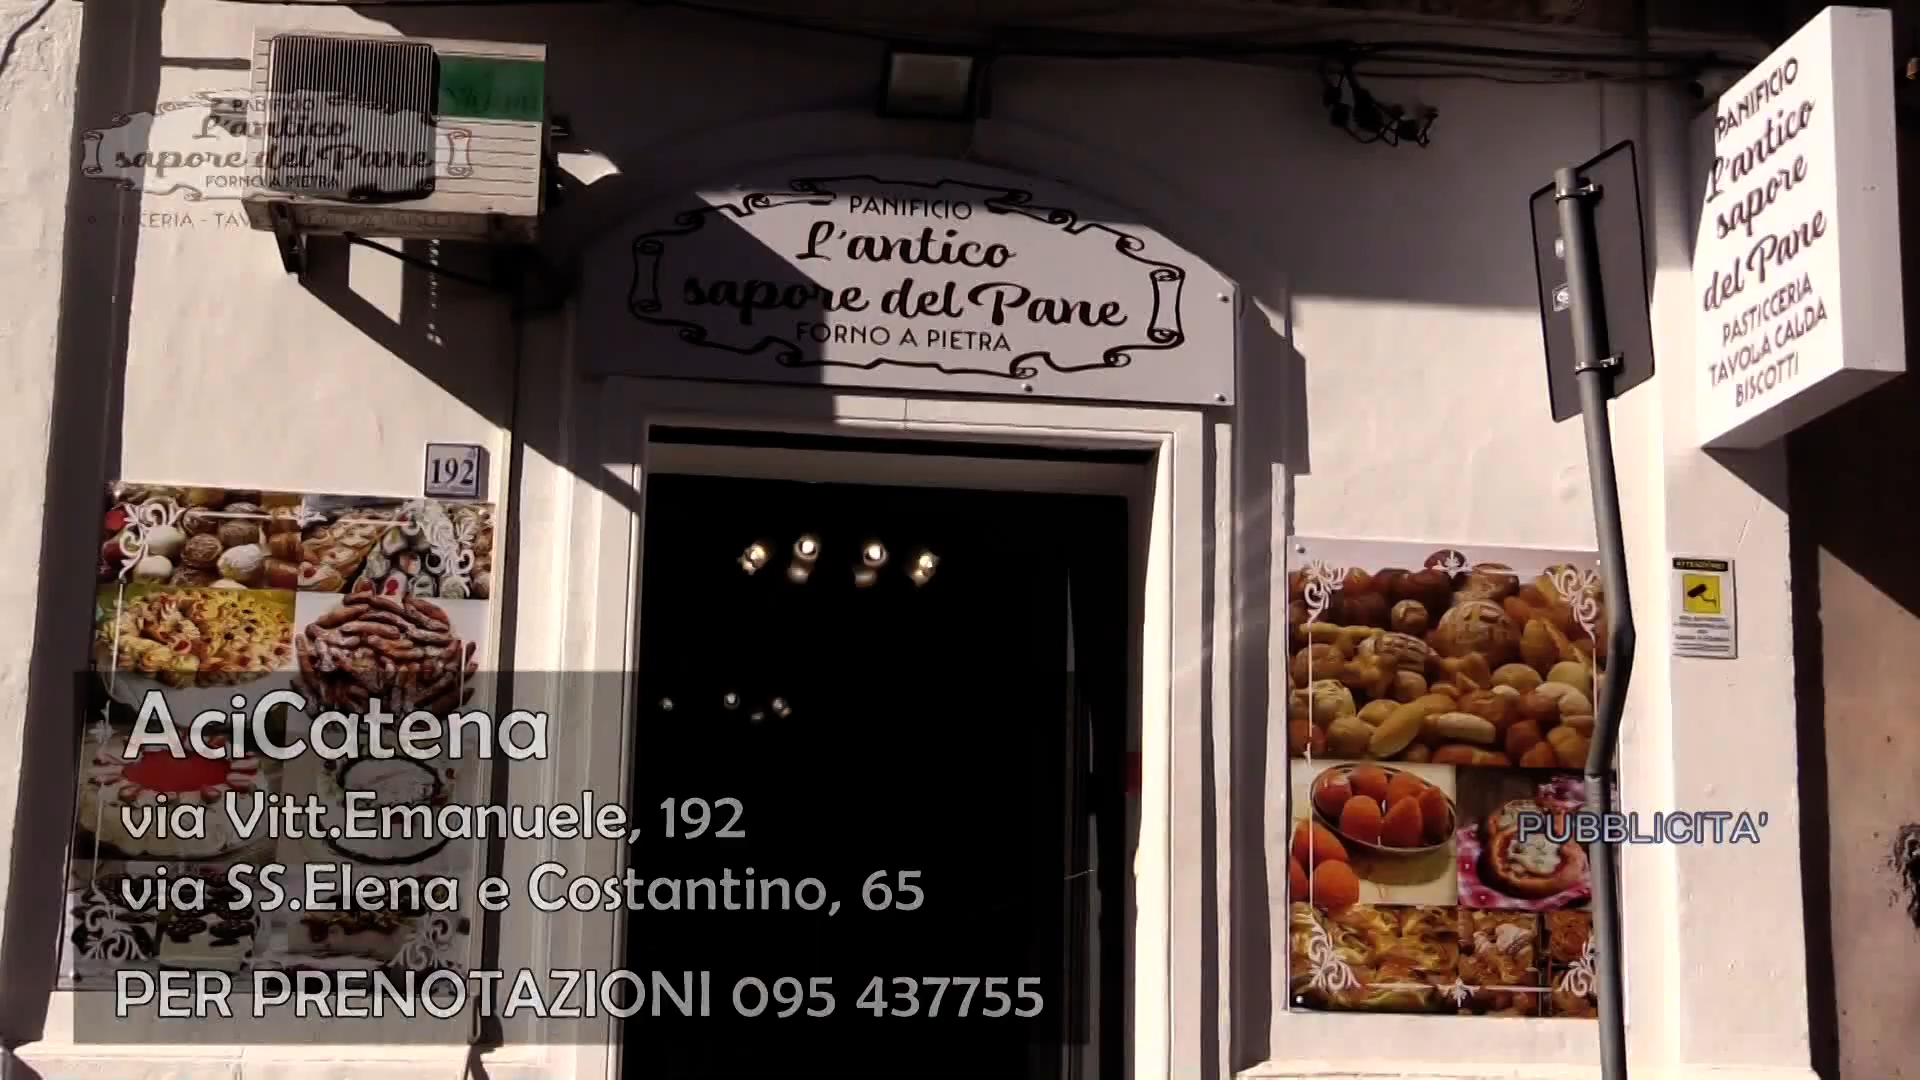 PANIFICIO
L'antico
sapore del Pane
FORNO A PIETRA
PANIFICIO
L'antico
sapore del Pane
FORNO A PIETRA
PANIFICIO
L'antico
sapore
del Pane
PASTICCERIA
TAVOLA CALDA
BISCOTTI
192
ATTENZIONE!
AciCatena
via Vitt.Emanuele, 192
via SS.Elena e Costantino, 65
PER PRENOTAZIONI 095 437755
PUBBLICITA'